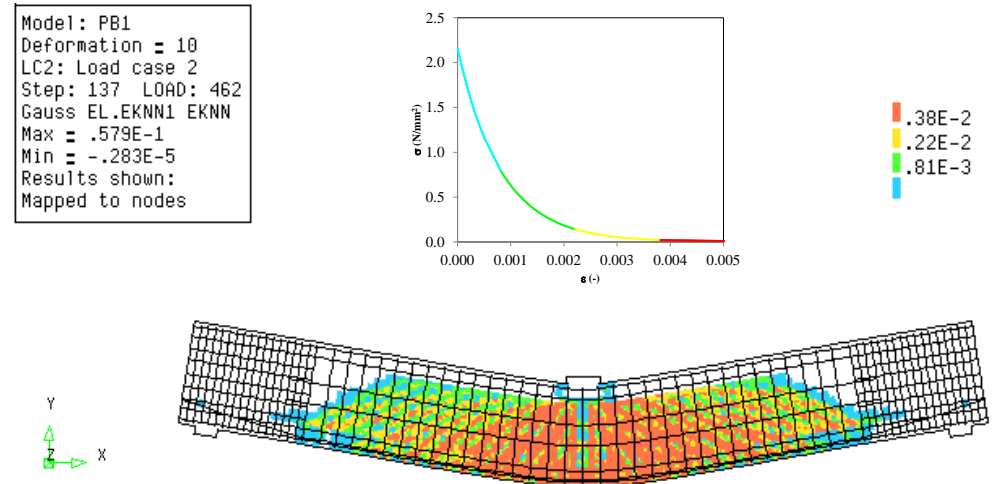 Model: PB1
Deformation = 10
LC2: Load case 2
Step: 137 LOAD: 462
Gauss EL.EKNN1 EKNN
Max = .579E-1
Min = -.283E-5
Results shown:
Mapped to nodes
2.5
2.0
1.5
1.0
0.5
0.0
σ (N/mm²)
0.000 0.001 0.002 0.003 0.004 0.005
ε (-)
.38E-2
.22E-2
.81E-3
Y
Z X